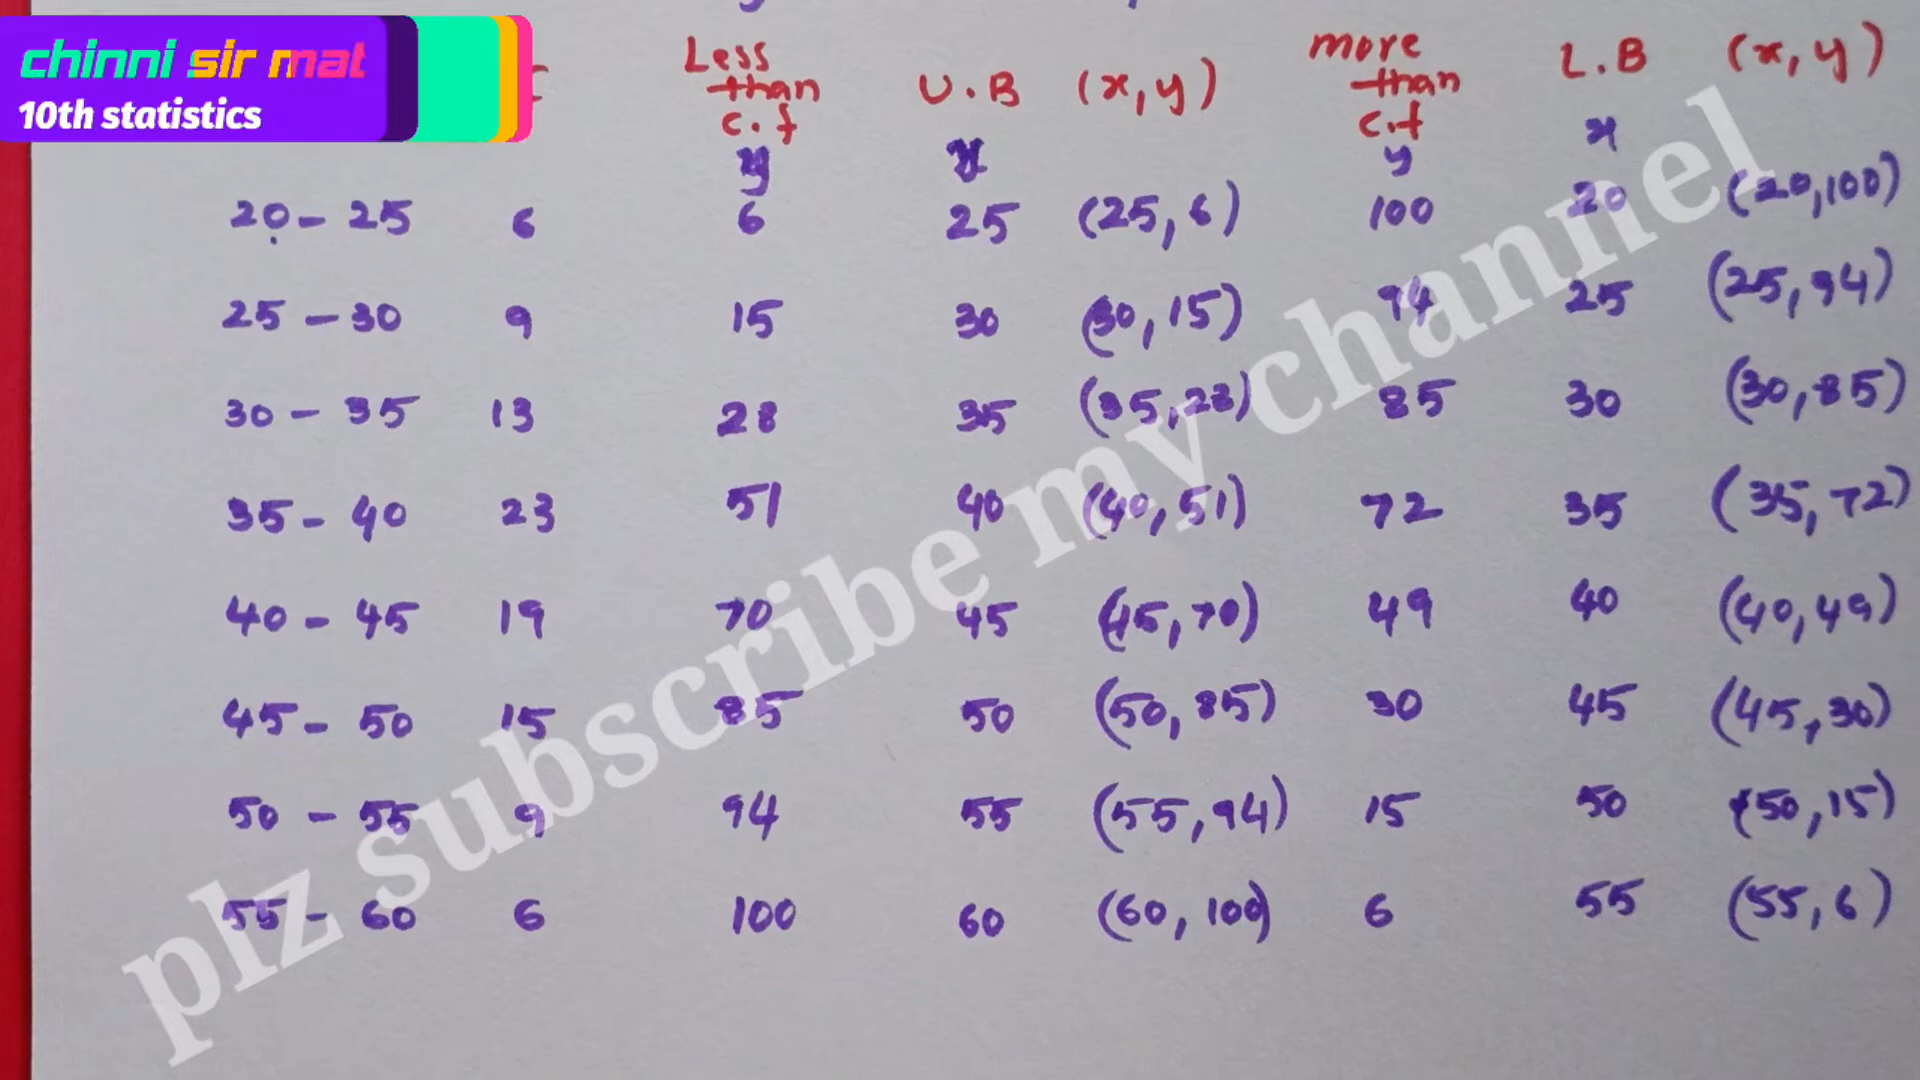 chinni sir mat
10th statistics
Less than c.f U.B (x,y) more than c.f L.B (x,y)
y x y x
20 - 25 6 6 25 (25,6) 100 20 (20,100)
25 - 30 9 15 30 (30,15) 94 25 (25,94)
30 - 35 13 28 35 (35,28) 85 30 (30,85)
35 - 40 23 51 40 (40,51) 72 35 (35,72)
40 - 45 19 70 45 (45,70) 49 40 (40,49)
45 - 50 15 85 50 (50,85) 30 45 (45,30)
50 - 55 9 94 55 (55,94) 15 50 (50,15)
55 - 60 6 100 60 (60,100) 6 55 (55,6)
plz subscribe my channel